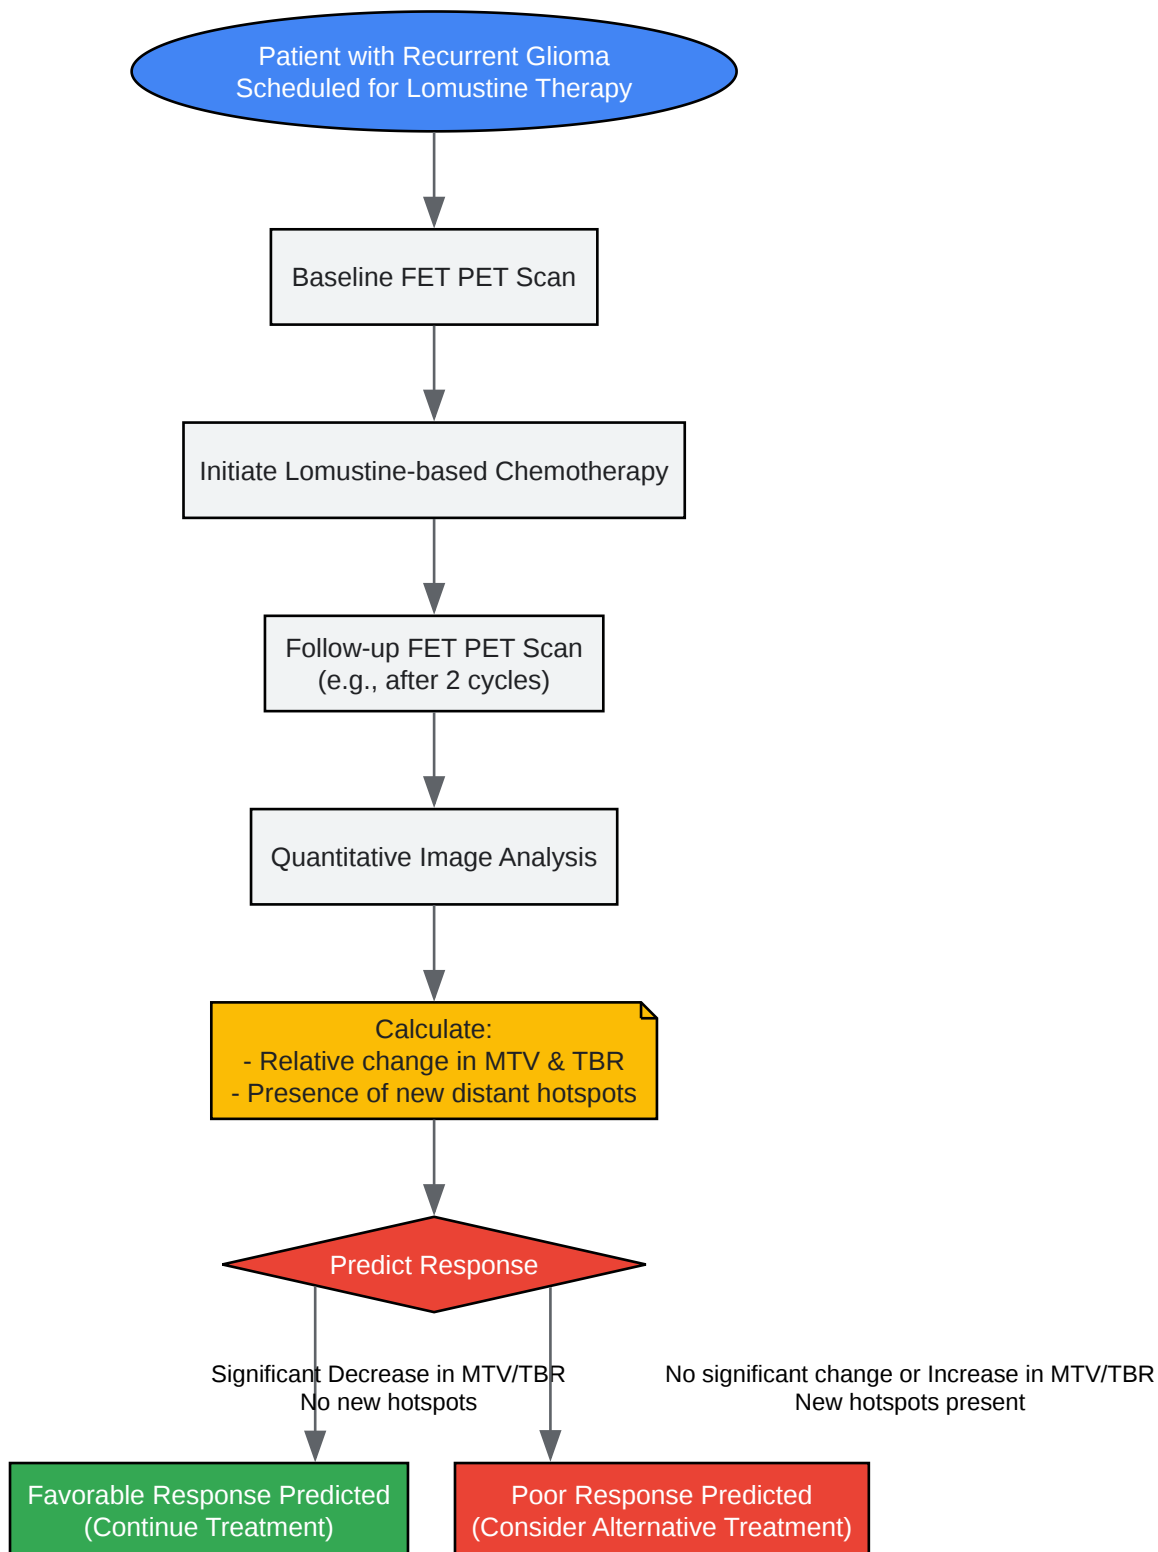 Patient with Recurrent Glioma
Scheduled for Lomustine Therapy
Baseline FET PET Scan
Initiate Lomustine-based Chemotherapy
Follow-up FET PET Scan
(e.g., after 2 cycles)
Quantitative Image Analysis
Calculate:
- Relative change in MTV & TBR
- Presence of new distant hotspots
Predict Response
Significant Decrease in MTV/TBR
No new hotspots
No significant change or Increase in MTV/TBR
New hotspots present
Favorable Response Predicted
(Continue Treatment)
Poor Response Predicted
(Consider Alternative Treatment)